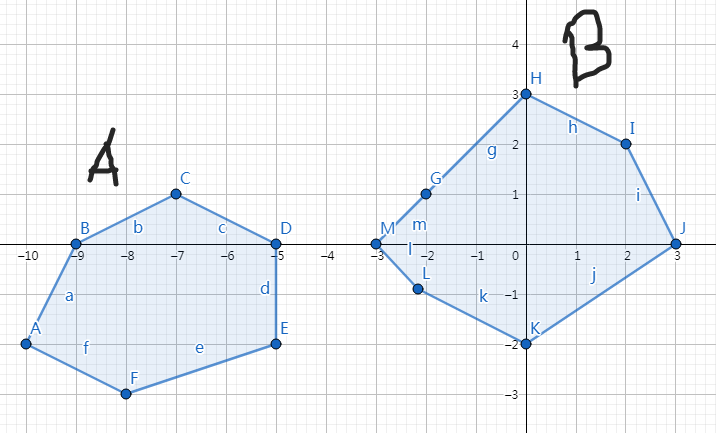 4
B
H
3
h
I
A
g
2
C
G
i
1
B
b
c
D
M
m
J
−10
−9
−8
−7
−6
−5
−4
−3
−2
−1
0
1
2
3
l
a
d
L
j
k
−1
A
f
e
E
K
−2
F
−3